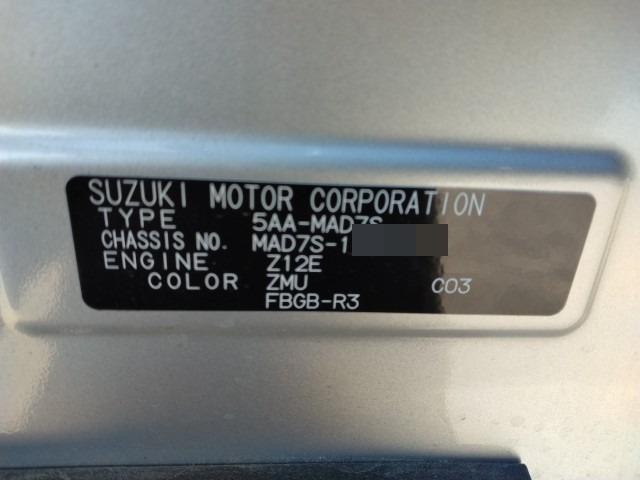 SUZUKI MOTOR CORPORATION
TYPE 5AA-MAD7S
CHASSIS NO. MAD7S-1
ENGINE Z12E
COLOR ZMU C03
FBGB-R3